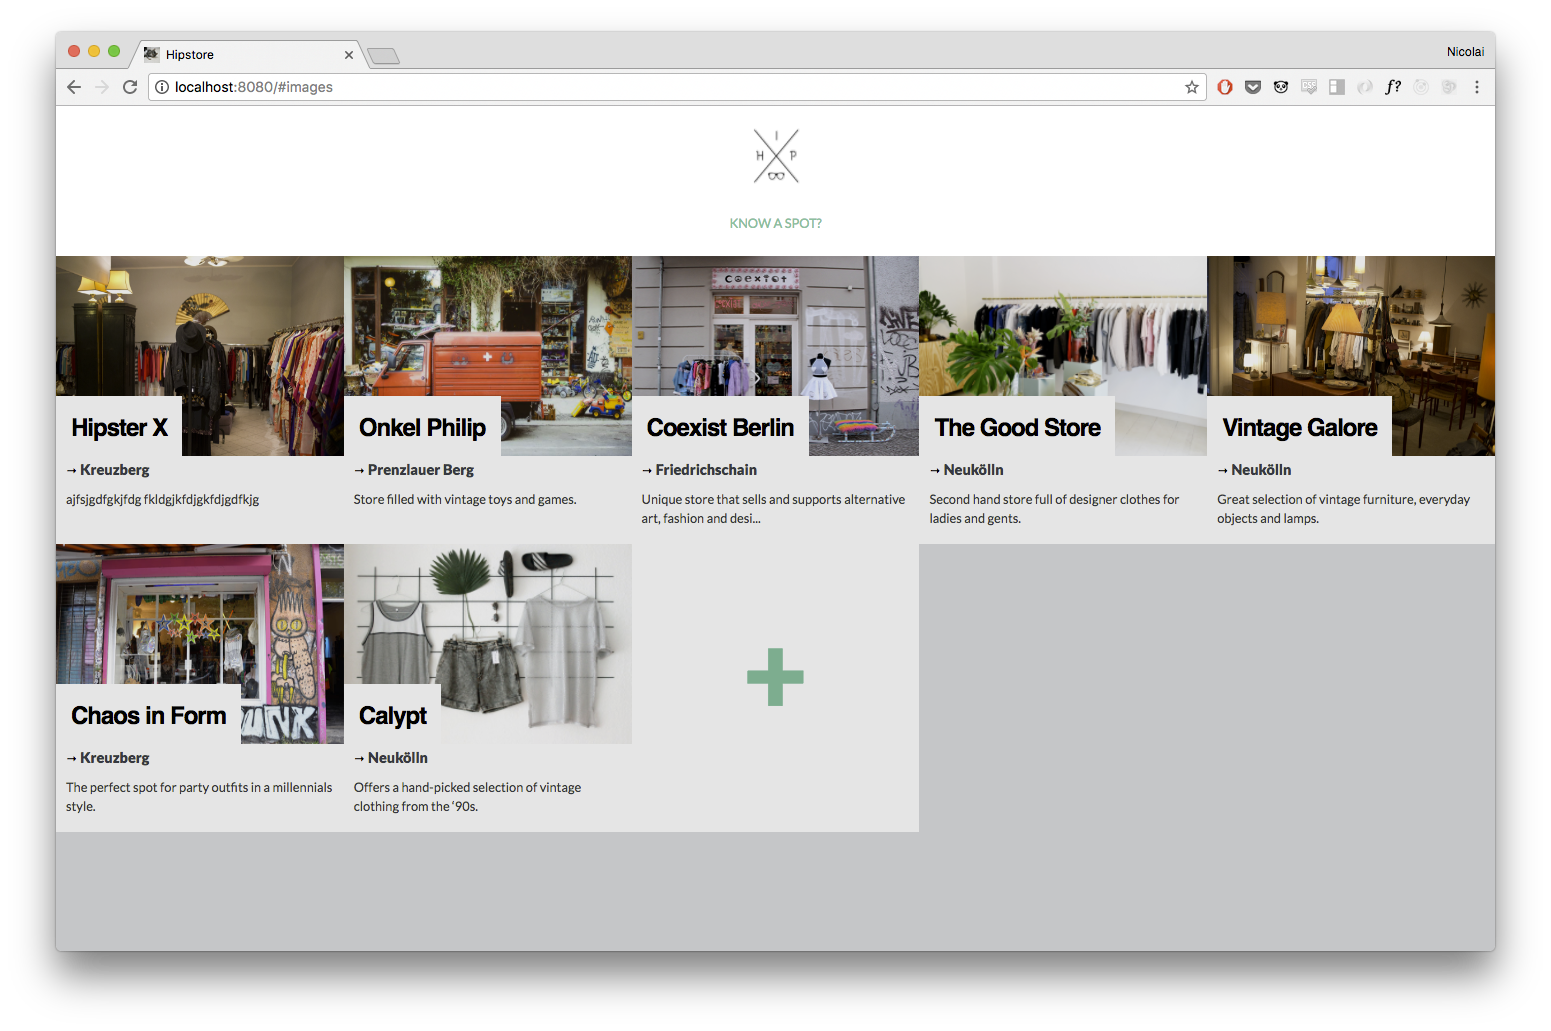 Hipstore
Nicolai
localhost:8080/#images
f?
I
H P
KNOW A SPOT?
coexist
Hipster X
Onkel Philip
Coexist Berlin
The Good Store
Vintage Galore
→ Kreuzberg
→ Prenzlauer Berg
→ Friedrichschain
→ Neukölln
→ Neukölln
ajfsjgdfgkjfdg fkldgjkfdjgkfdjgdfkjg
Store filled with vintage toys and games.
Unique store that sells and supports alternative
art, fashion and desi...
Second hand store full of designer clothes for
ladies and gents.
Great selection of vintage furniture, everyday
objects and lamps.
UNK
Chaos in Form
Calypt
→ Kreuzberg
→ Neukölln
The perfect spot for party outfits in a millennials
style.
Offers a hand-picked selection of vintage
clothing from the ‘90s.